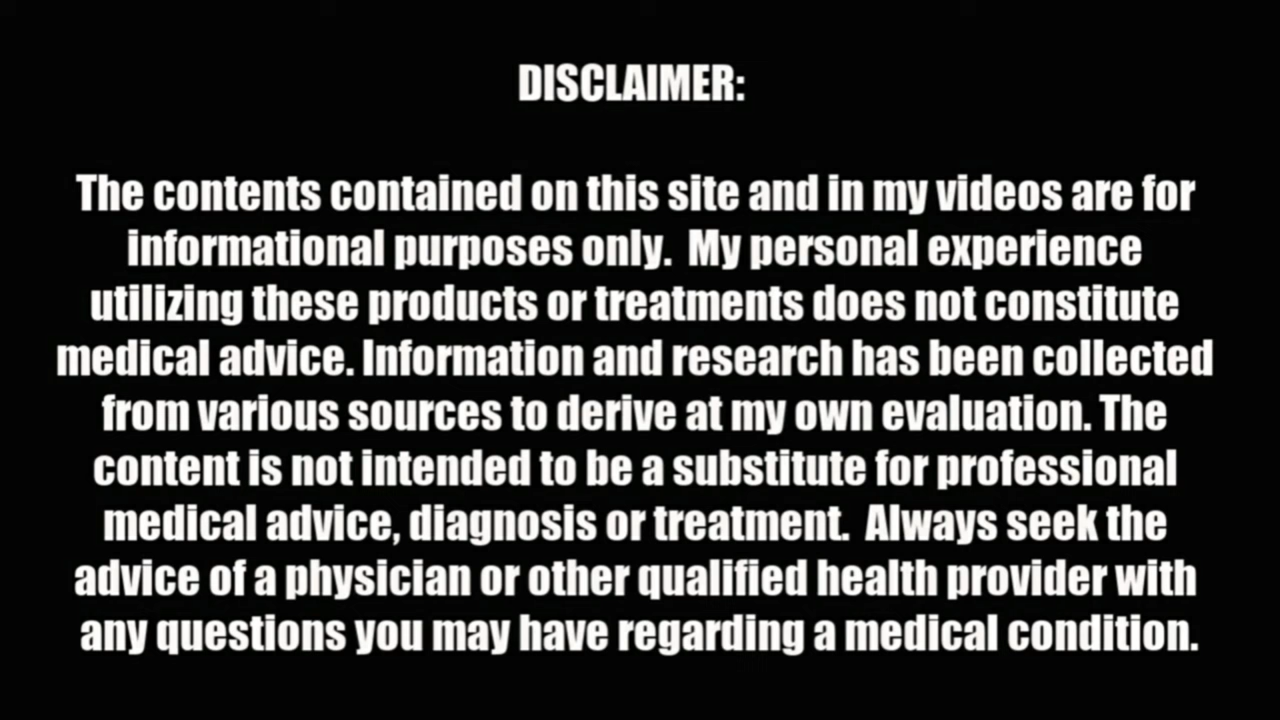 DISCLAIMER:
The contents contained on this site and in my videos are for
informational purposes only.  My personal experience
utilizing these products or treatments does not constitute
medical advice. Information and research has been collected
from various sources to derive at my own evaluation. The
content is not intended to be a substitute for professional
medical advice, diagnosis or treatment.  Always seek the
advice of a physician or other qualified health provider with
any questions you may have regarding a medical condition.